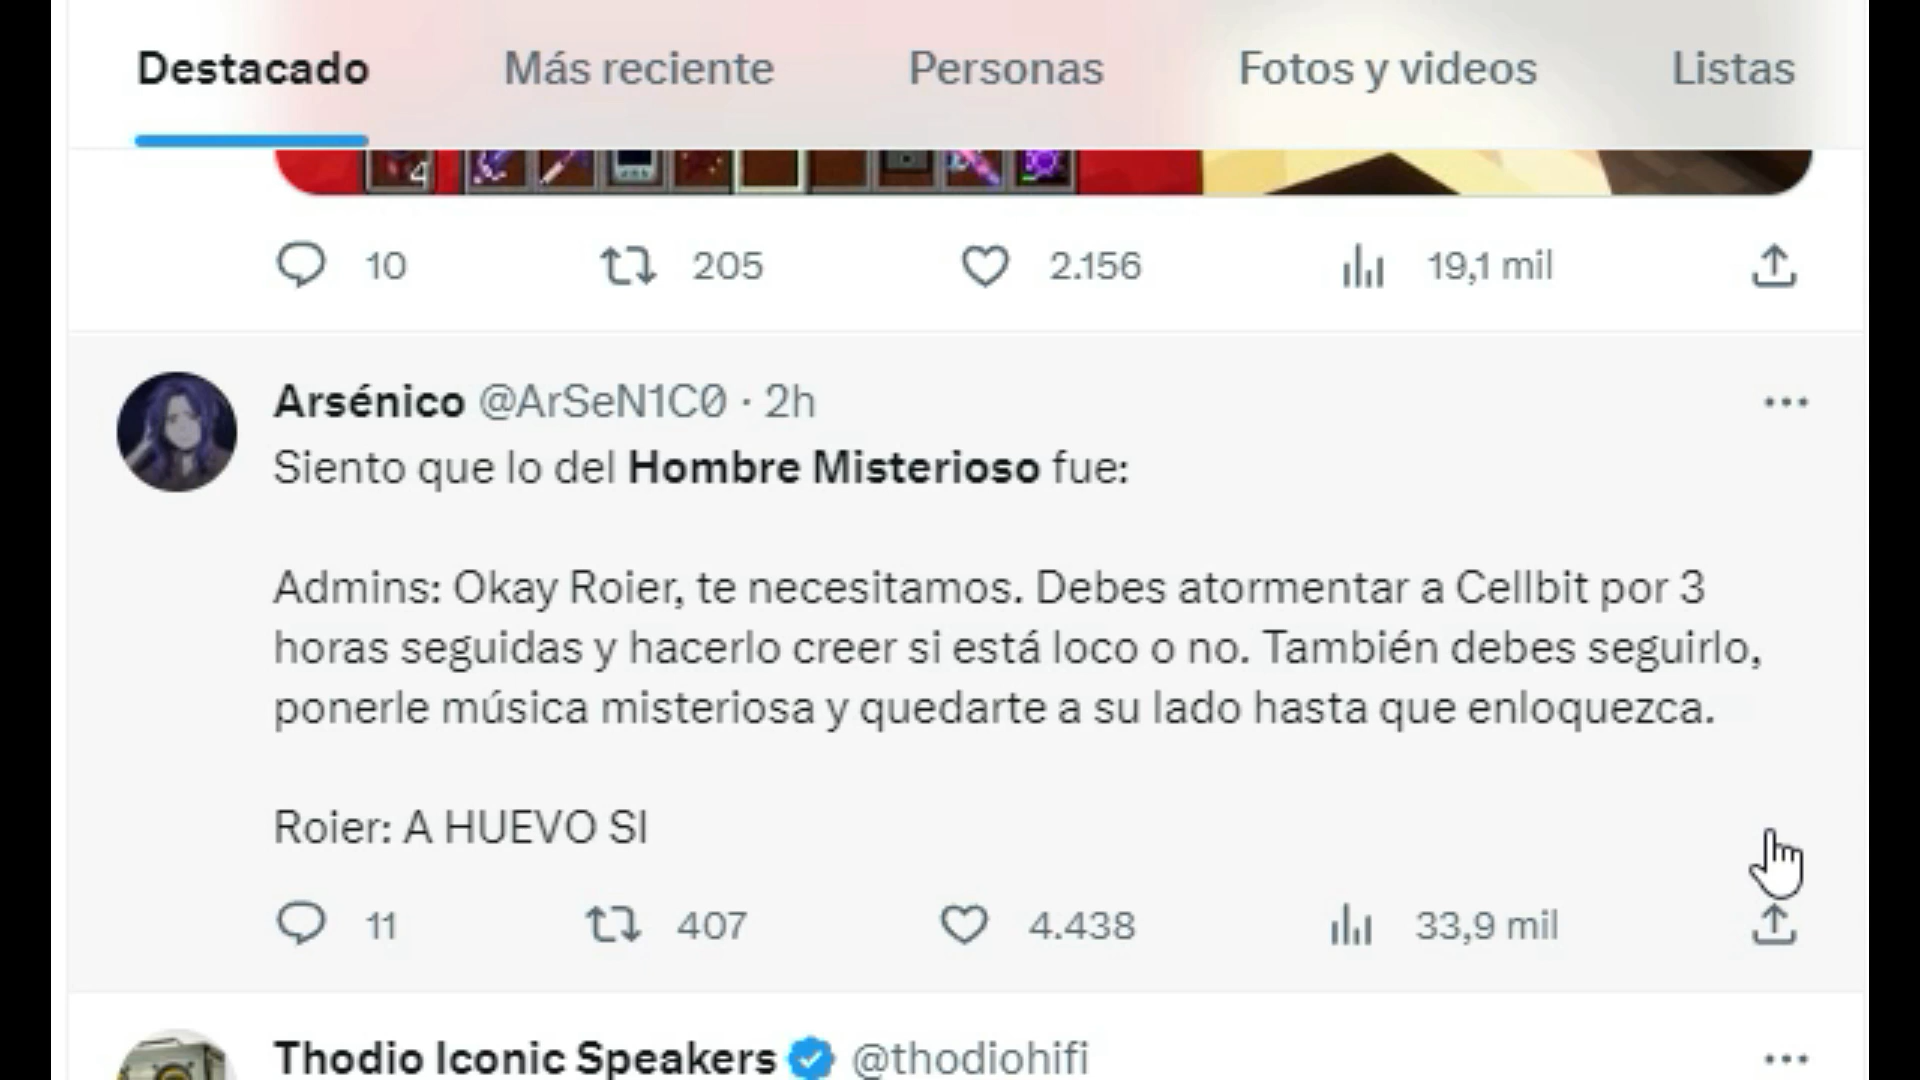 Destacado Más reciente Personas Fotos y videos Listas
4
10 205 2.156 19,1 mil
Arsénico @ArSeN1C0 · 2h
Siento que lo del Hombre Misterioso fue:
Admins: Okay Roier, te necesitamos. Debes atormentar a Cellbit por 3
horas seguidas y hacerlo creer si está loco o no. También debes seguirlo,
ponerle música misteriosa y quedarte a su lado hasta que enloquezca.
Roier: A HUEVO SI
11 407 4.438 33,9 mil
Thodio Iconic Speakers @thodiohifi